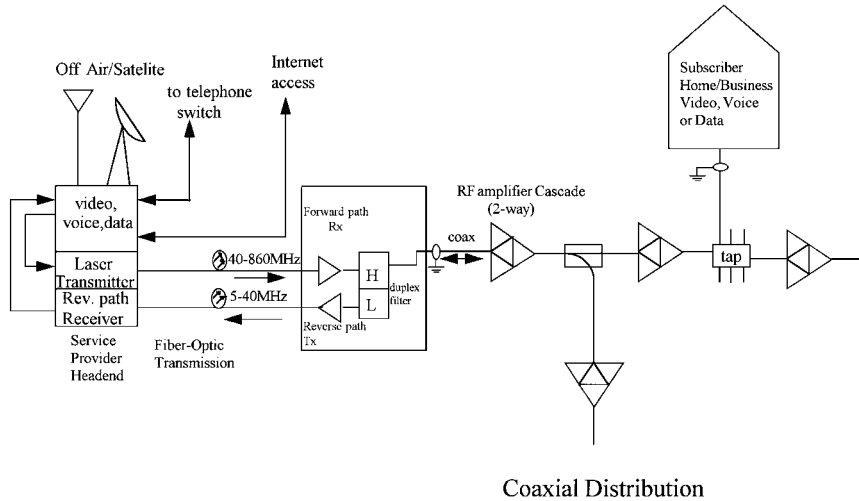 Off Air/Satelite
Internet
access
to telephone
switch
Subscriber
Home/Business
Video, Voice
or Data
video,
voice,data
Forward path
Rx
RF amplifier Cascade
(2-way)
coax
Laser
Transmitter
40-860MHz
H
duplex
filter
tap
Rev. path
Receiver
5-40MHz
L
Reverse path
Tx
Service
Provider
Headend
Fiber-Optic
Transmission
Coaxial Distribution